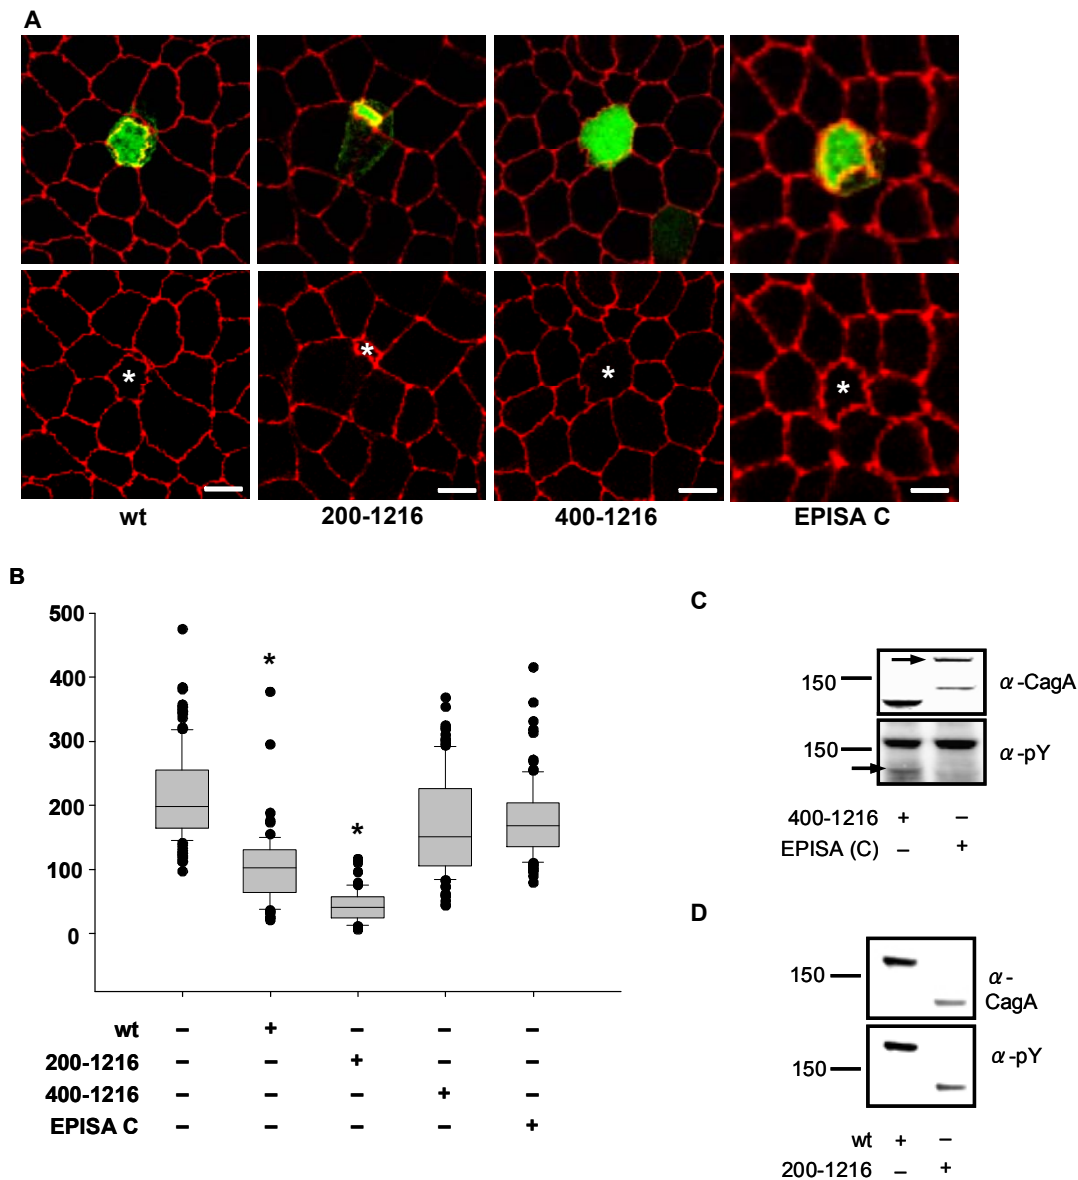 A
*
*
*
*
wt 200-1216 400-1216 EPISA C
B
500
400
300
200
100
0
*
*
wt – + – – –
200-1216 – – + – –
400-1216 – – – + –
EPISA C – – – – +
C
150
α-CagA
150
α-pY
400-1216 + –
EPISA (C) – +
D
150
α-
CagA
150
α-pY
wt + –
200-1216 – +